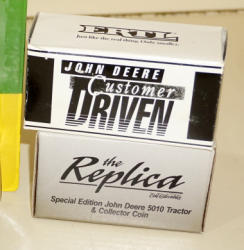 ERTL
Just like the real thing. Only smaller.
JOHN DEERE
Customer
DRIVEN
the
Replica
Special Edition John Deere 5010 Tractor
& Collector Coin